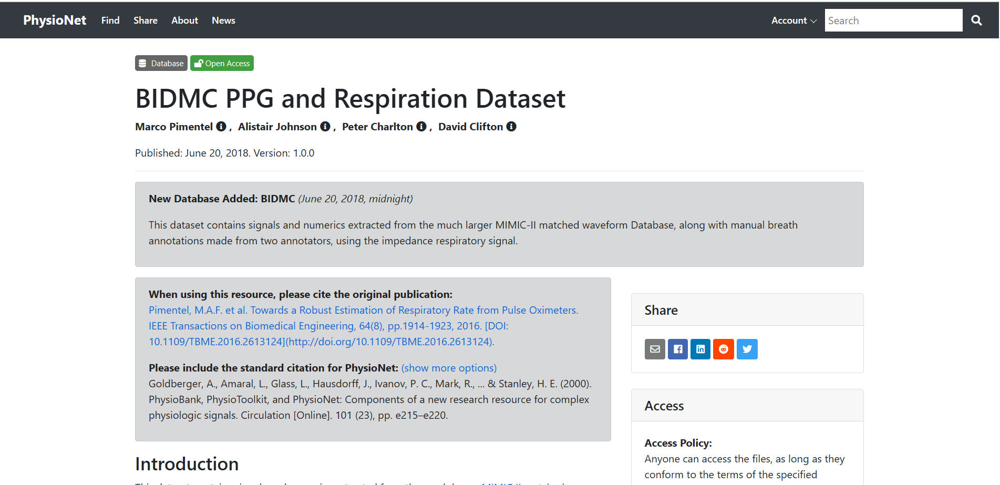 PhysioNet Find Share About News Account Search
Database Open Access
BIDMC PPG and Respiration Dataset
Marco Pimentel , Alistair Johnson , Peter Charlton , David Clifton
Published: June 20, 2018. Version: 1.0.0
New Database Added: BIDMC (June 20, 2018, midnight)
This dataset contains signals and numerics extracted from the much larger MIMIC-II matched waveform Database, along with manual breath
annotations made from two annotators, using the impedance respiratory signal.
When using this resource, please cite the original publication:
Pimentel, M.A.F. et al. Towards a Robust Estimation of Respiratory Rate from Pulse Oximeters.
IEEE Transactions on Biomedical Engineering, 64(8), pp.1914-1923, 2016. [DOI:
10.1109/TBME.2016.2613124](http://doi.org/10.1109/TBME.2016.2613124).
Please include the standard citation for PhysioNet: (show more options)
Goldberger, A., Amaral, L., Glass, L., Hausdorff, J., Ivanov, P. C., Mark, R., ... & Stanley, H. E. (2000).
PhysioBank, PhysioToolkit, and PhysioNet: Components of a new research resource for complex
physiologic signals. Circulation [Online]. 101 (23), pp. e215–e220.
Introduction
Share
Access
Access Policy:
Anyone can access the files, as long as they
conform to the terms of the specified